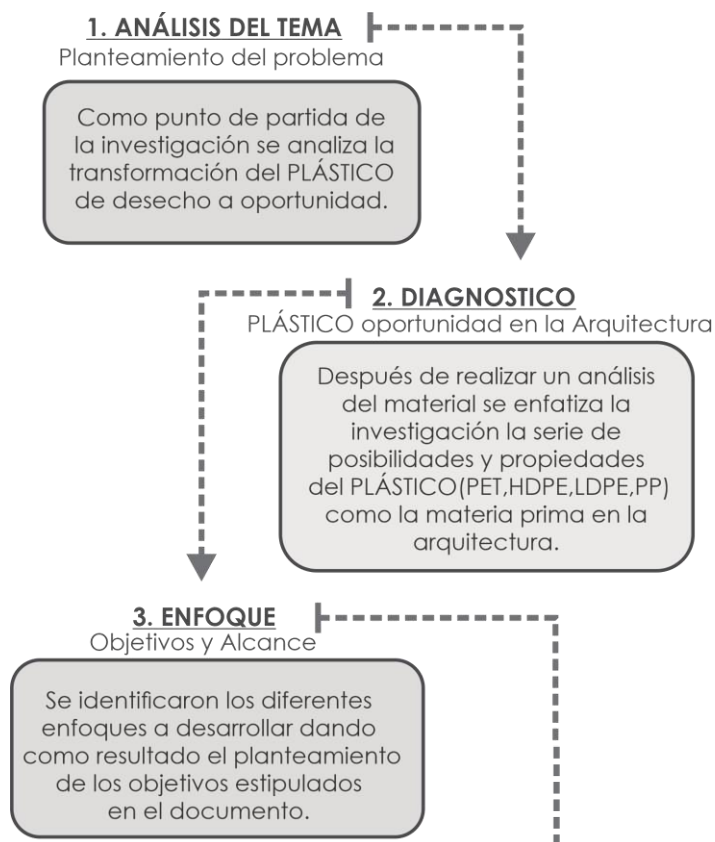 1. ANÁLISIS DEL TEMA
Planteamiento del problema
Como punto de partida de
la investigación se analiza la
transformación del PLÁSTICO
de desecho a oportunidad.
2. DIAGNOSTICO
PLÁSTICO oportunidad en la Arquitectura
Después de realizar un análisis
del material se enfatiza la
investigación la serie de
posibilidades y propiedades
del PLÁSTICO(PET,HDPE,LDPE,PP)
como la materia prima en la
arquitectura.
3. ENFOQUE
Objetivos y Alcance
Se identificaron los diferentes
enfoques a desarrollar dando
como resultado el planteamiento
de los objetivos estipulados
en el documento.